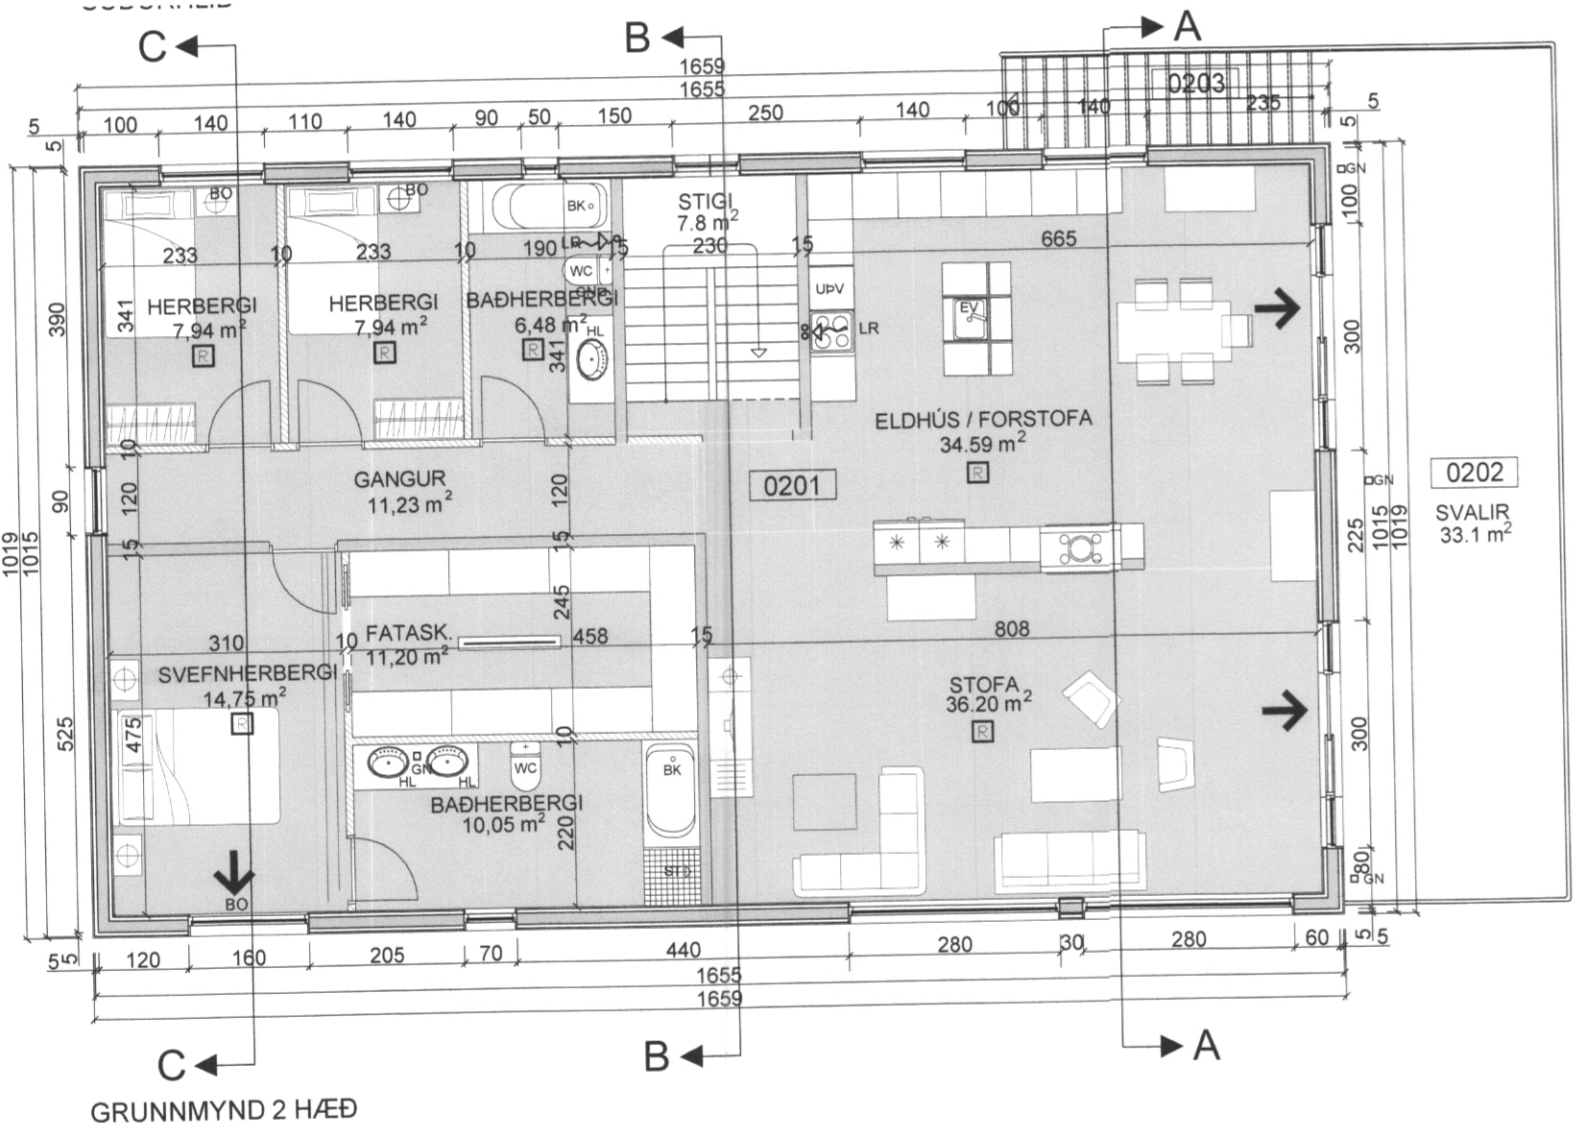 C
B
A
1659
1655
0203
5
100
140
110
140
90
50
150
250
140
100
140
235
5
5
5
BO
BO
BK
STIGI
7.8 m²
GN
100
LR
233
10
233
10
190
5
230
15
665
WC
HERBERGI
7,94 m²
HERBERGI
7,94 m²
BAÐHERBERGI
6,48 m²
HL
UÞV
EV
LR
R
R
R
341
341
390
300
ELDHÚS / FORSTOFA
34.59 m²
R
10
GANGUR
11,23 m²
120
120
90
0201
GN
0202
SVALIR
33.1 m²
1019
1015
225
1015
1019
15
15
245
310
10
FATASK.
11,20 m²
458
15
808
SVEFNHERBERGI
14,75 m²
R
STOFA
36.20 m²
R
525
475
10
300
GN
HL
HL
WC
BK
BAÐHERBERGI
10,05 m²
220
80
GN
BO
5
5
5
5
120
160
205
70
440
280
30
280
60
1655
1659
C
B
A
GRUNNMYND 2 HÆÐ